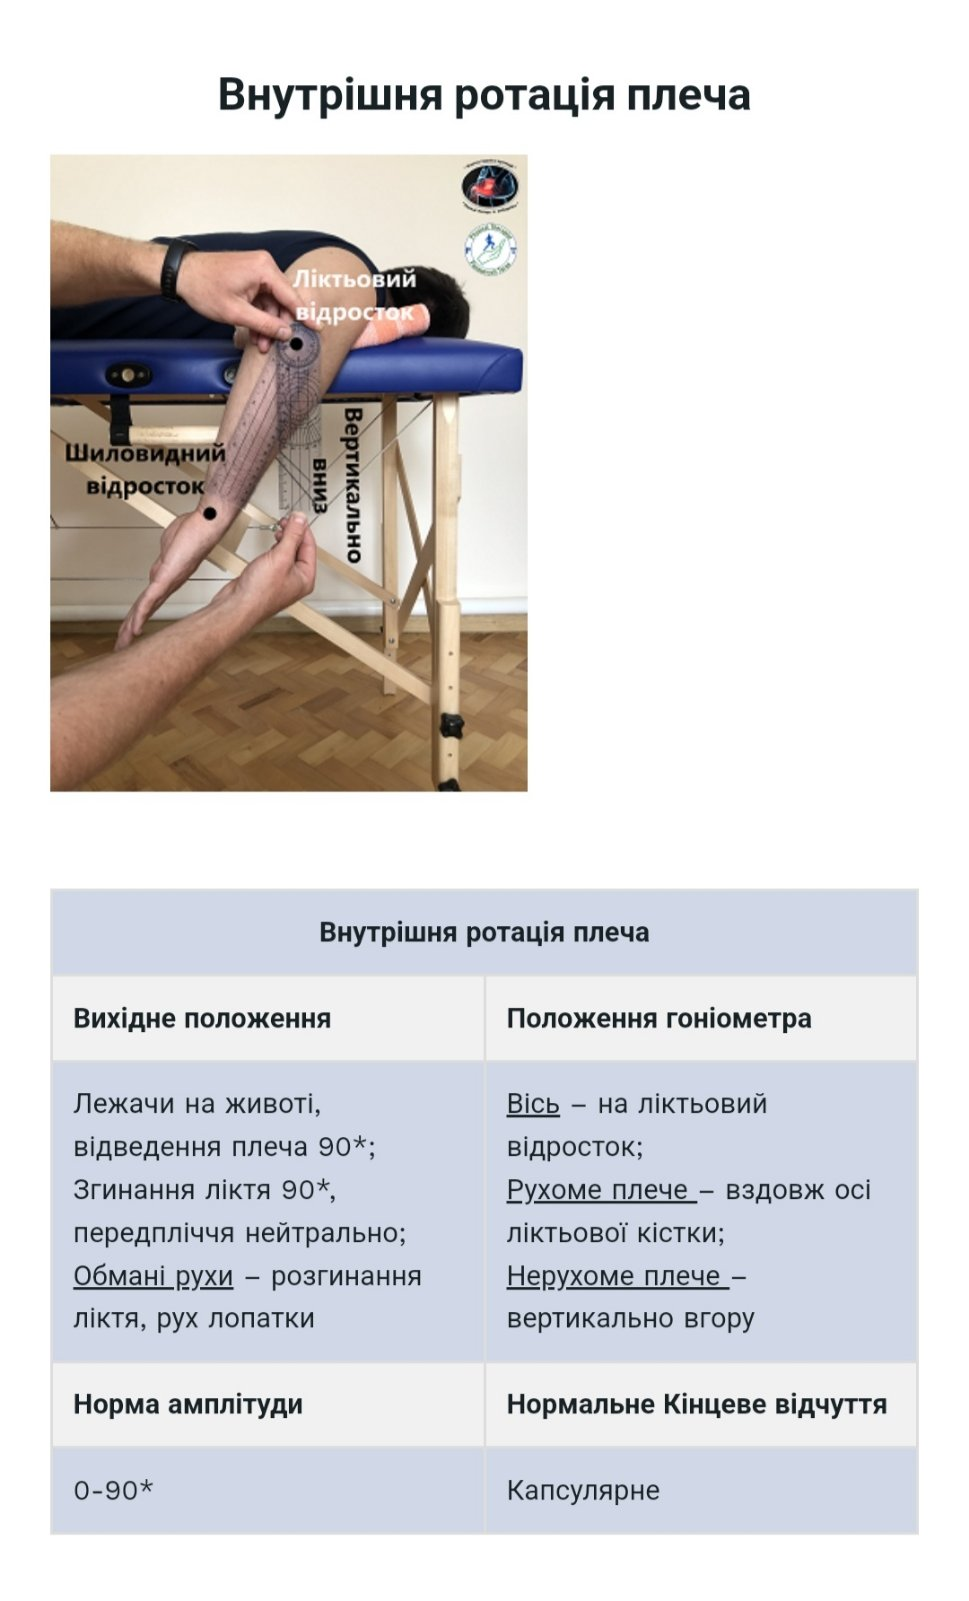 Внутрішня ротація плеча
Ліктьовий
відросток
Шиловидний
відросток
Вертикально
вниз
Внутрішня ротація плеча
Вихідне положення
Положення гоніометра
Лежачи на животі,
відведення плеча 90*;
Згинання ліктя 90*,
передпліччя нейтрально;
Обмані рухи – розгинання
ліктя, рух лопатки
Вісь – на ліктьовий
відросток;
Рухоме плече – вздовж осі
ліктьової кістки;
Нерухоме плече –
вертикально вгору
Норма амплітуди
Нормальне Кінцеве відчуття
0-90*
Капсулярне